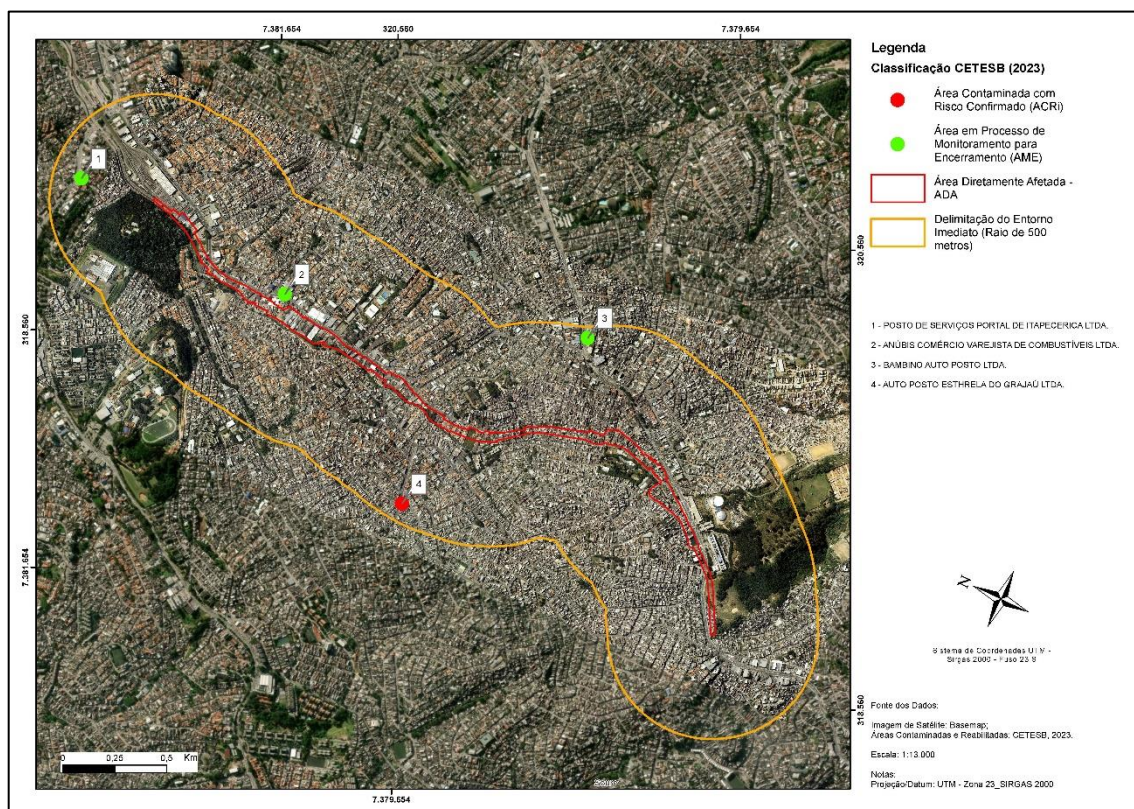 7.381.654
320.560
7.379.654
318.560
7.381.654
320.560
318.560
7.379.654
1
2
3
4
0 0,25 0,5 Km
Legenda
Classificação CETESB (2023)
Área Contaminada com
Risco Confirmado (ACRi)
Área em Processo de
Monitoramento para
Encerramento (AME)
Área Diretamente Afetada -
ADA
Delimitação do Entorno
Imediato (Raio de 500
metros)
1 - POSTO DE SERVIÇOS PORTAL DE ITAPECERICA LTDA.
2 - ANÚBIS COMÉRCIO VAREJISTA DE COMBUSTÍVEIS LTDA.
3 - BAMBINO AUTO POSTO LTDA.
4 - AUTO POSTO ESTHRELA DO GRAJAÚ LTDA.
N
Sistema de Coordenadas UTM -
Sirgas 2000 - Fuso 23 S
Fonte dos Dados:
Imagem de Satélite: Basemap;
Áreas Contaminadas e Reabilitadas: CETESB, 2023.
Escala: 1:13.000
Notas:
Projeção/Datum: UTM - Zona 23_SIRGAS 2000